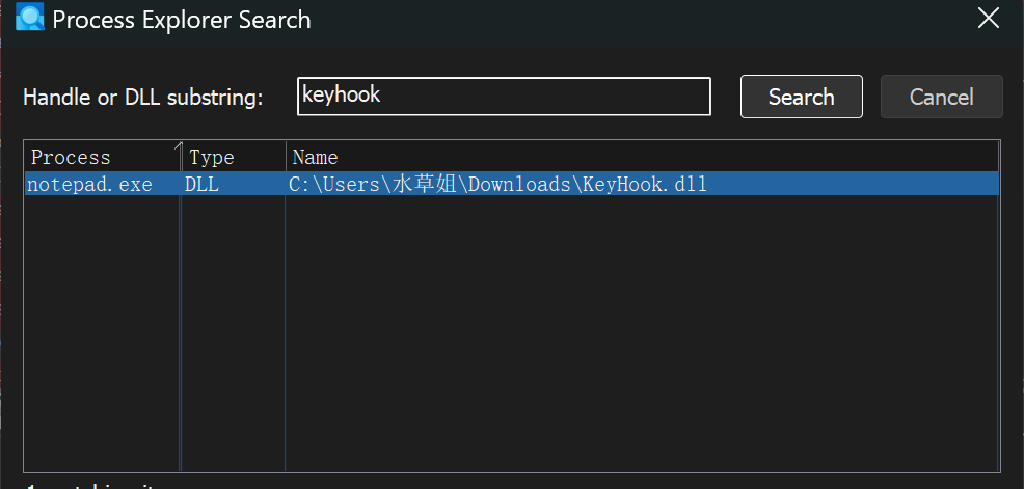 Process Explorer Search
Handle or DLL substring: keyhook Search Cancel
Process Type Name
notepad.exe DLL C:\Users\水草姐\Downloads\KeyHook.dll